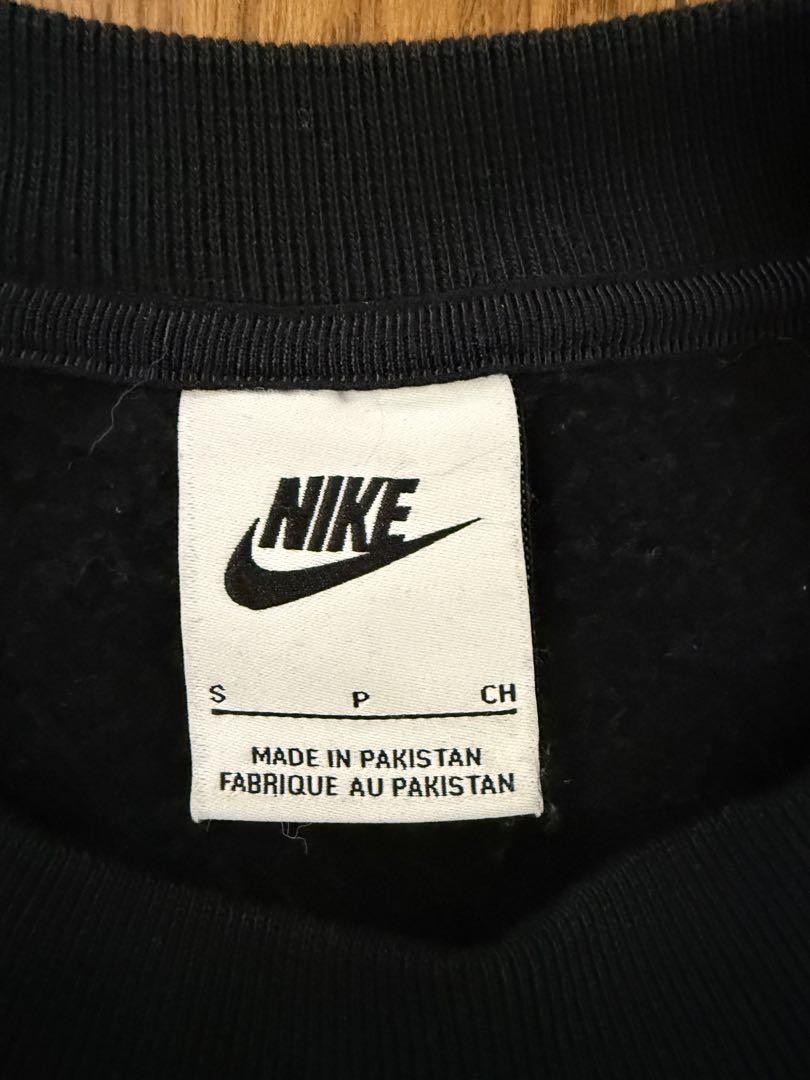 NIKE
S P CH
MADE IN PAKISTAN
FABRIQUE AU PAKISTAN